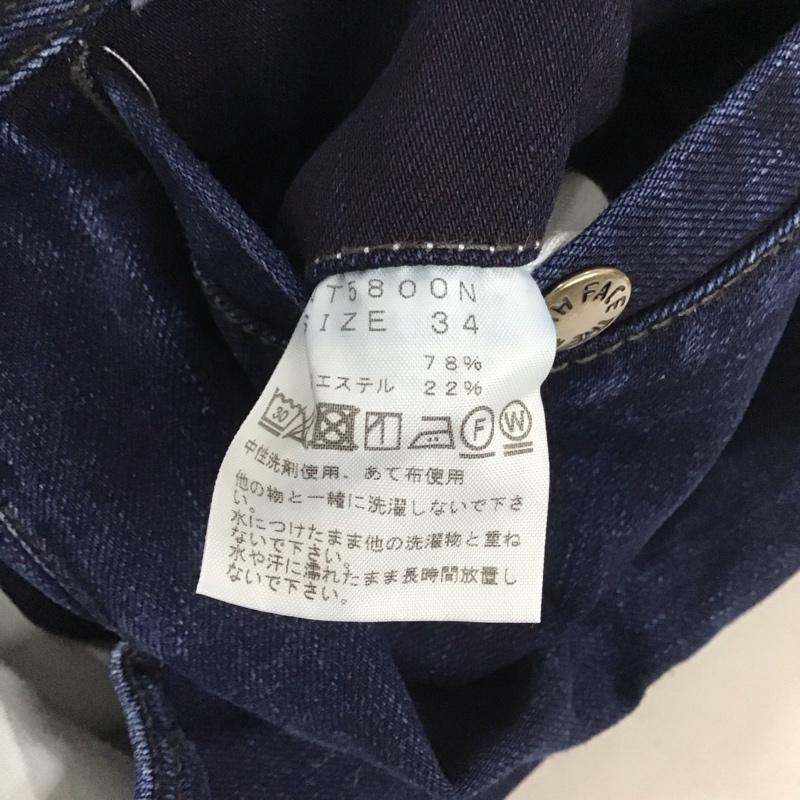 T5800N
SIZE 34
78%
エステル 22%
30 F W
中性洗剤使用、あて布使用
他の物と一緒に洗濯しないで下さ
い。
水につけたまま他の洗濯物と重ね
ないで下さい。
水や汗に濡れたまま長時間放置し
ないで下さい。
FACE